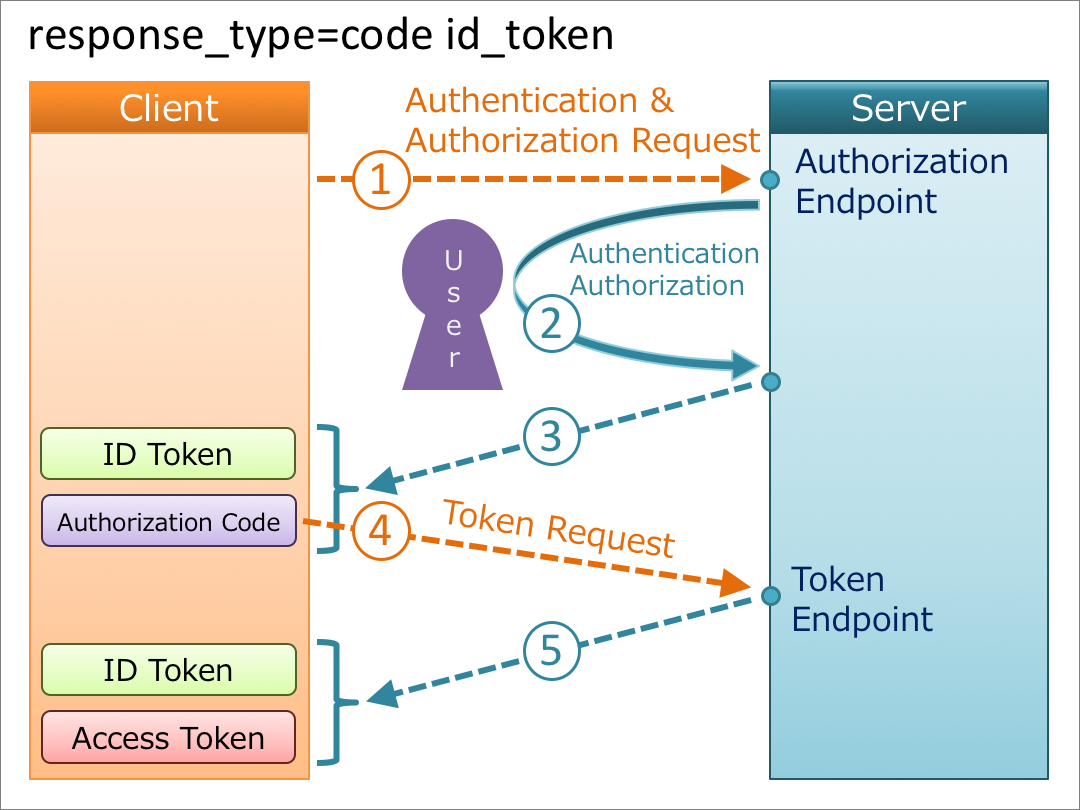 response_type=code id_token
Client
Authentication &
Authorization Request
Server
1
Authorization
Endpoint
User
Authentication
Authorization
2
3
ID Token
Authorization Code
4
Token Request
Token
Endpoint
5
ID Token
Access Token